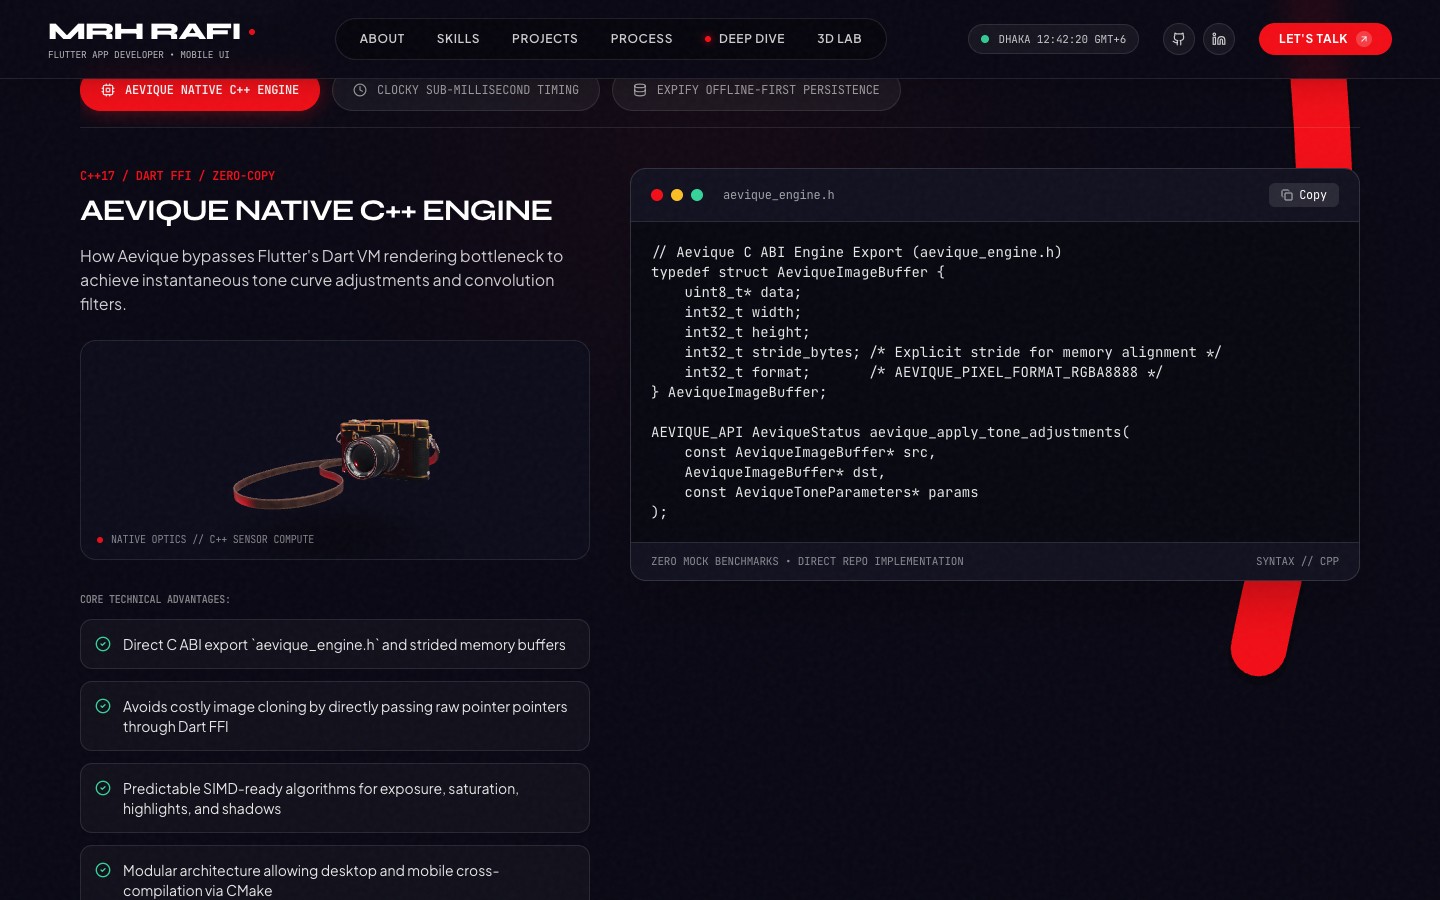 MRH RAFI
FLUTTER APP DEVELOPER • MOBILE UI
ABOUT SKILLS PROJECTS PROCESS DEEP DIVE 3D LAB
DHAKA 12:42:20 GMT+6
LET'S TALK
AEVIQUE NATIVE C++ ENGINE
CLOCKY SUB-MILLISECOND TIMING
EXPIFY OFFLINE-FIRST PERSISTENCE
C++17 / DART FFI / ZERO-COPY
AEVIQUE NATIVE C++ ENGINE
How Aevique bypasses Flutter's Dart VM rendering bottleneck to
achieve instantaneous tone curve adjustments and convolution
filters.
NATIVE OPTICS // C++ SENSOR COMPUTE
CORE TECHNICAL ADVANTAGES:
Direct C ABI export `aevique_engine.h` and strided memory buffers
Avoids costly image cloning by directly passing raw pointer pointers
through Dart FFI
Predictable SIMD-ready algorithms for exposure, saturation,
highlights, and shadows
Modular architecture allowing desktop and mobile cross-
compilation via CMake
aevique_engine.h
Copy
// Aevique C ABI Engine Export (aevique_engine.h)
typedef struct AeviqueImageBuffer {
    uint8_t* data;
    int32_t width;
    int32_t height;
    int32_t stride_bytes; /* Explicit stride for memory alignment */
    int32_t format;       /* AEVIQUE_PIXEL_FORMAT_RGBA8888 */
} AeviqueImageBuffer;
AEVIQUE_API AeviqueStatus aevique_apply_tone_adjustments(
    const AeviqueImageBuffer* src,
    AeviqueImageBuffer* dst,
    const AeviqueToneParameters* params
);
ZERO MOCK BENCHMARKS • DIRECT REPO IMPLEMENTATION
SYNTAX // CPP